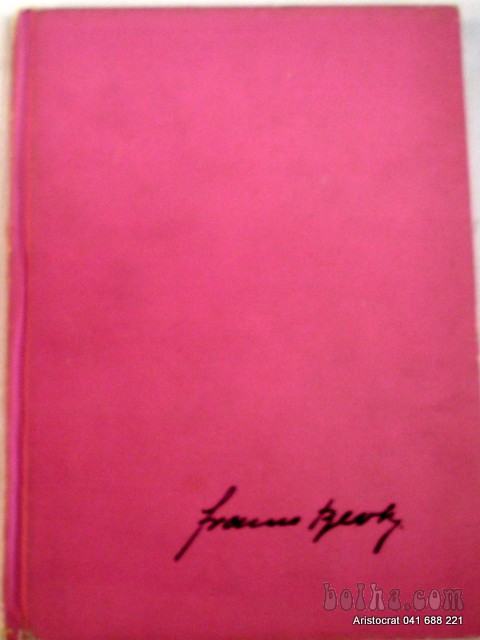 France Bevk
bolha.com
Aristocrat 041 688 221